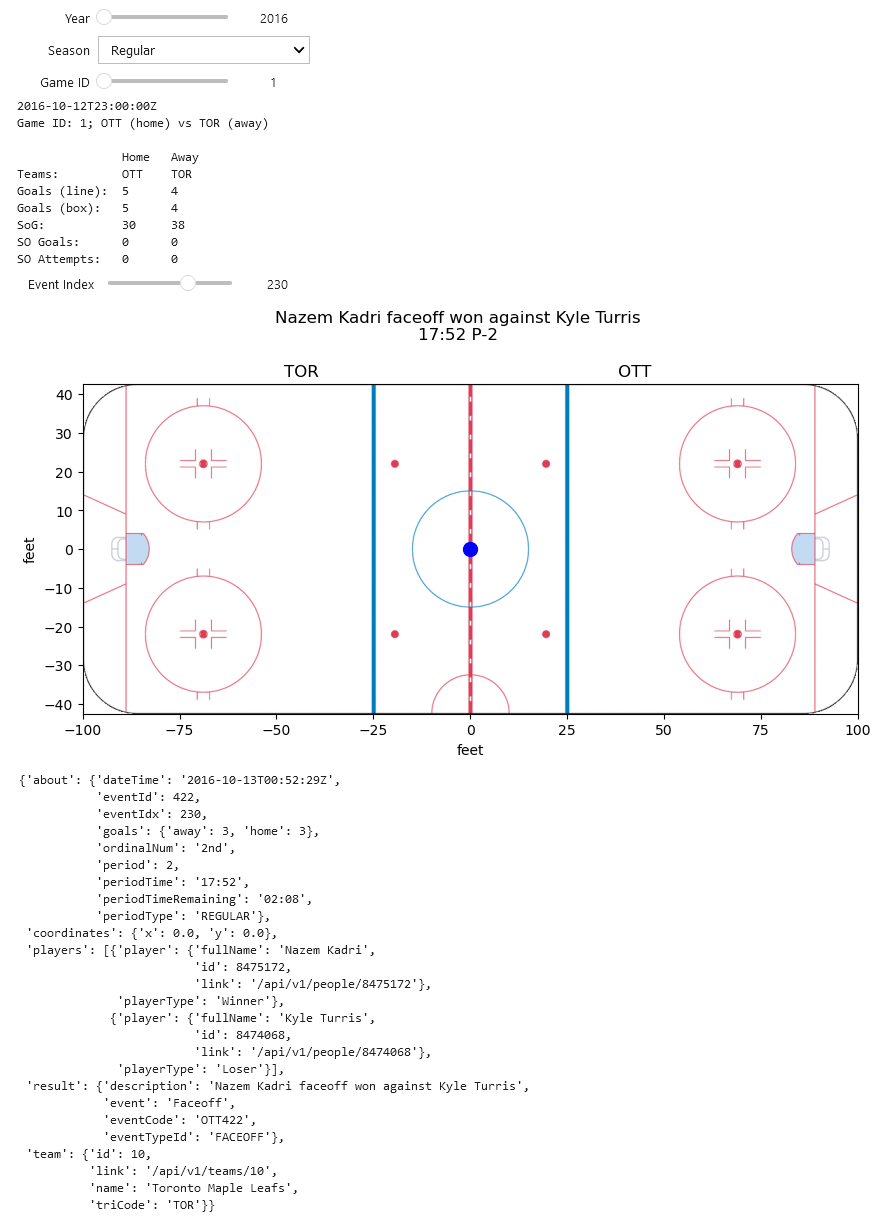 Year 2016
Season Regular
Game ID 1
2016-10-12T23:00:00Z
Game ID: 1; OTT (home) vs TOR (away)
Home Away
Teams: OTT TOR
Goals (line): 5 4
Goals (box): 5 4
SoG: 30 38
SO Goals: 0 0
SO Attempts: 0 0
Event Index 230
Nazem Kadri faceoff won against Kyle Turris
17:52 P-2
TOR OTT
40
30
20
10
0
−10
−20
−30
−40
feet
−100 −75 −50 −25 0 25 50 75 100
feet
{'about': {'dateTime': '2016-10-13T00:52:29Z',
'eventId': 422,
'eventIdx': 230,
'goals': {'away': 3, 'home': 3},
'ordinalNum': '2nd',
'period': 2,
'periodTime': '17:52',
'periodTimeRemaining': '02:08',
'periodType': 'REGULAR'},
'coordinates': {'x': 0.0, 'y': 0.0},
'players': [{'player': {'fullName': 'Nazem Kadri',
'id': 8475172,
'link': '/api/v1/people/8475172'},
'playerType': 'Winner'},
{'player': {'fullName': 'Kyle Turris',
'id': 8474068,
'link': '/api/v1/people/8474068'},
'playerType': 'Loser'}],
'result': {'description': 'Nazem Kadri faceoff won against Kyle Turris',
'event': 'Faceoff',
'eventCode': 'OTT422',
'eventTypeId': 'FACEOFF'},
'team': {'id': 10,
'link': '/api/v1/teams/10',
'name': 'Toronto Maple Leafs',
'triCode': 'TOR'}}